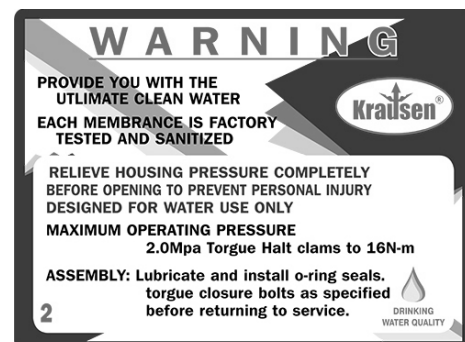 WARNING
PROVIDE YOU WITH THE
UTLIMATE CLEAN WATER
EACH MEMBRANCE IS FACTORY
TESTED AND SANITIZED
Krausen®
RELIEVE HOUSING PRESSURE COMPLETELY
BEFORE OPENING TO PREVENT PERSONAL INJURY
DESIGNED FOR WATER USE ONLY
MAXIMUM OPERATING PRESSURE
2.0Mpa Torgue Halt clams to 16N-m
ASSEMBLY: Lubricate and install o-ring seals.
torgue closure bolts as specified
before returning to service.
2
DRINKING
WATER QUALITY